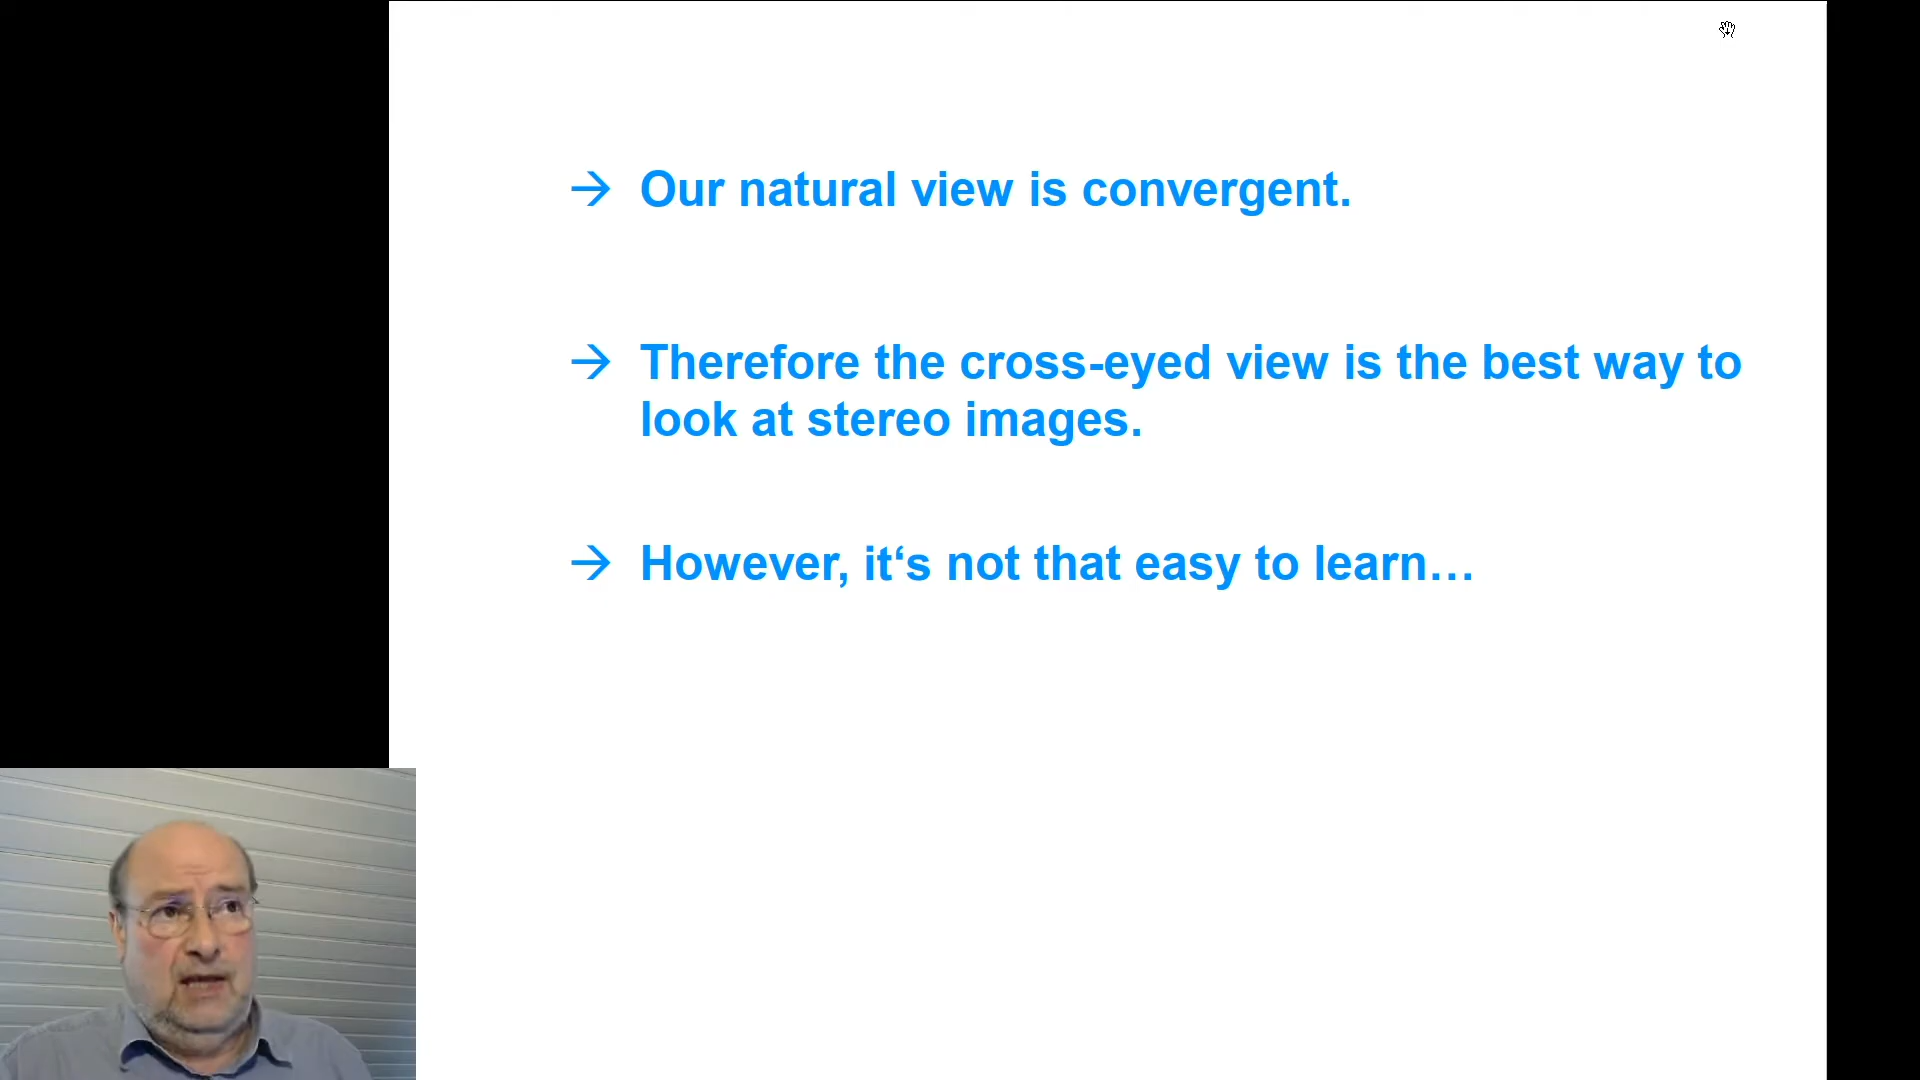 → Our natural view is convergent.
→ Therefore the cross-eyed view is the best way to
look at stereo images.
→ However, it‘s not that easy to learn…